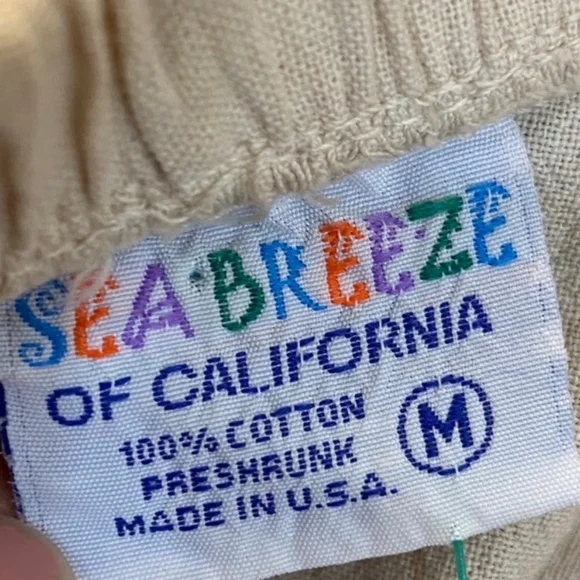 SEA BREEZE
OF CALIFORNIA
100% COTTON
PRESHRUNK
MADE IN U.S.A.
M